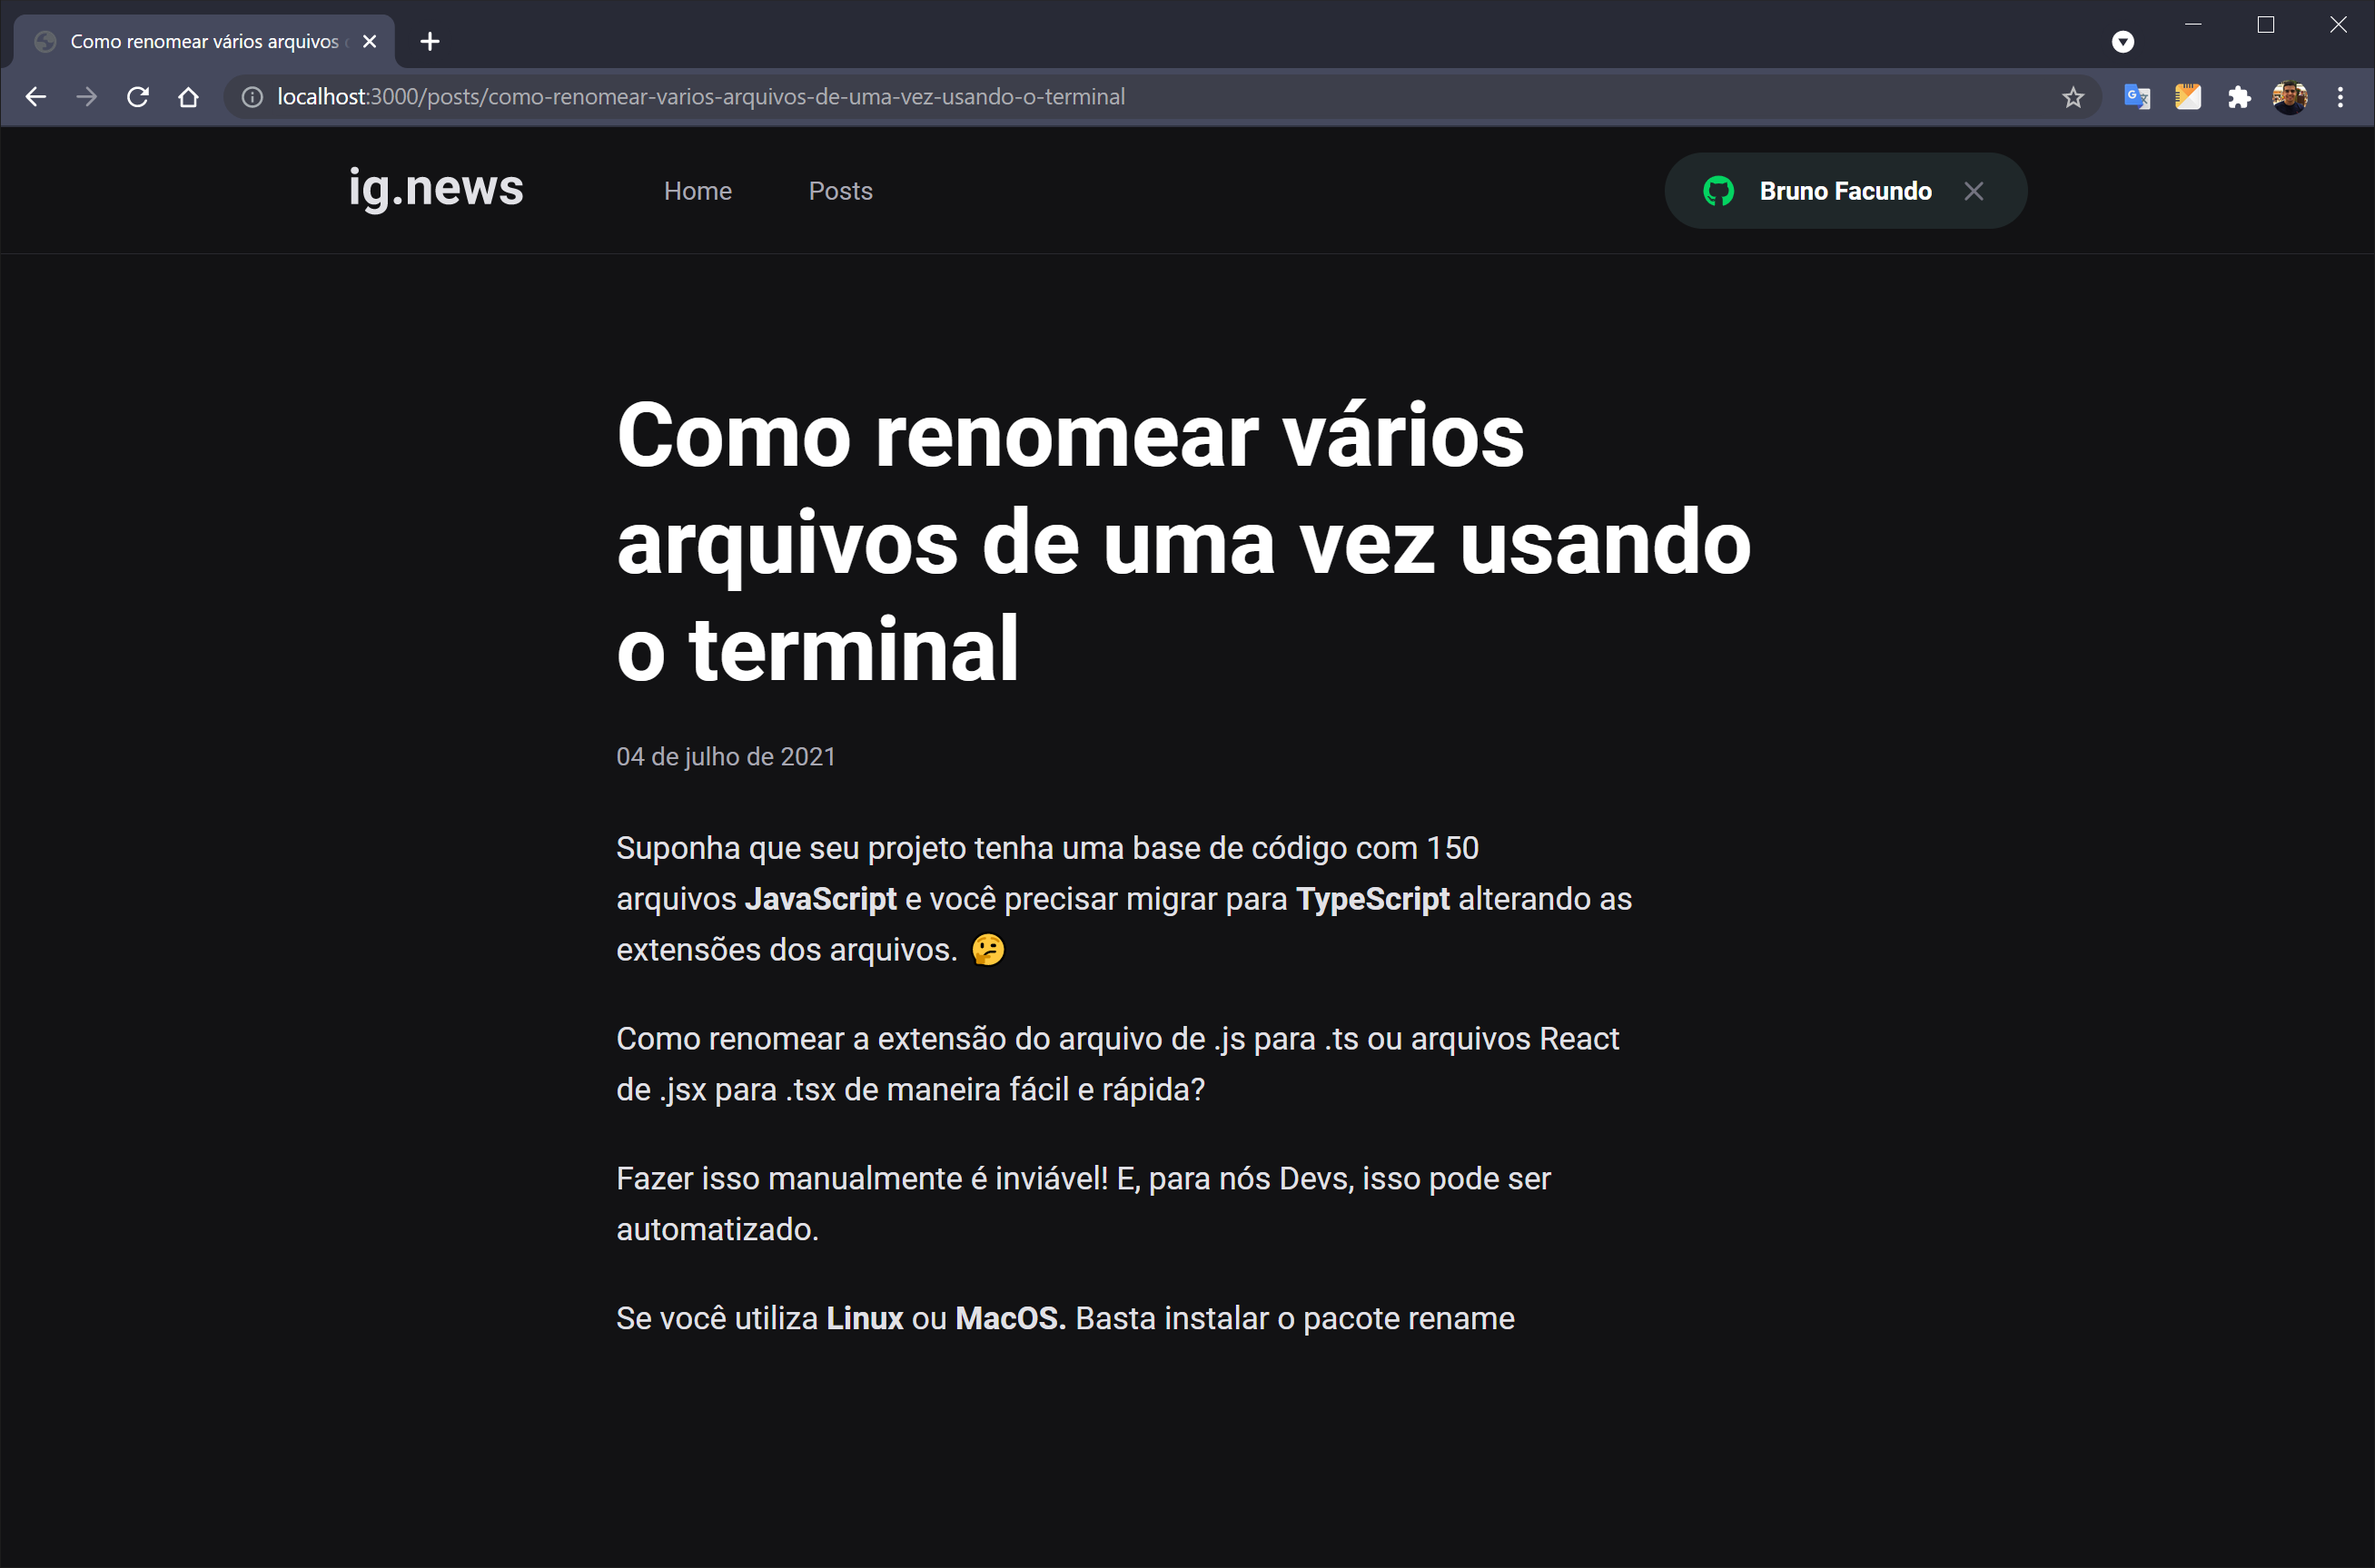 Como renomear vários arquivos
localhost:3000/posts/como-renomear-varios-arquivos-de-uma-vez-usando-o-terminal
ig.news
Home
Posts
Bruno Facundo
Como renomear vários
arquivos de uma vez usando
o terminal
04 de julho de 2021
Suponha que seu projeto tenha uma base de código com 150
arquivos JavaScript e você precisar migrar para TypeScript alterando as
extensões dos arquivos. 🤔
Como renomear a extensão do arquivo de .js para .ts ou arquivos React
de .jsx para .tsx de maneira fácil e rápida?
Fazer isso manualmente é inviável! E, para nós Devs, isso pode ser
automatizado.
Se você utiliza Linux ou MacOS. Basta instalar o pacote rename